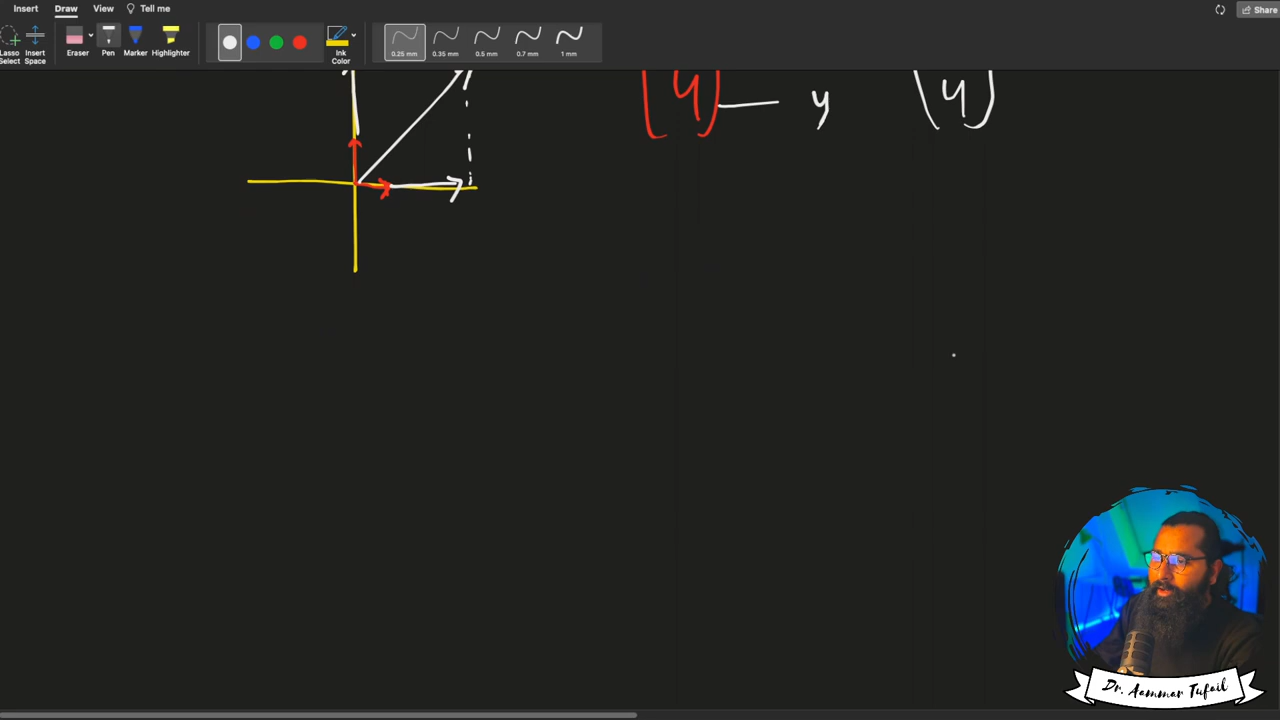 Insert Draw View Tell me
Share
Lasso Select
Insert Space
Eraser
Pen
Marker
Highlighter
Ink Color
0.25 mm
0.35 mm
0.5 mm
0.7 mm
1 mm
4
y
4
Dr. Aammar Tufail